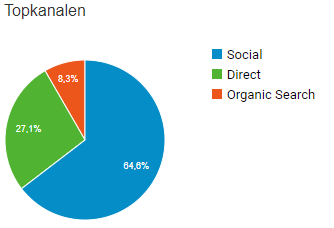 Topkanalen
Social
Direct
Organic Search
8,3%
27,1%
64,6%